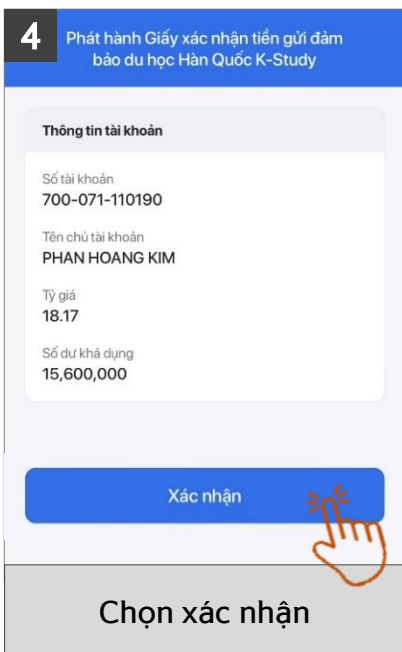 4
Phát hành Giấy xác nhận tiền gửi đảm
bảo du học Hàn Quốc K-Study
Thông tin tài khoản
Số tài khoản
700-071-110190
Tên chủ tài khoản
PHAN HOANG KIM
Tỷ giá
18.17
Số dư khả dụng
15,600,000
Xác nhận
Chọn xác nhận